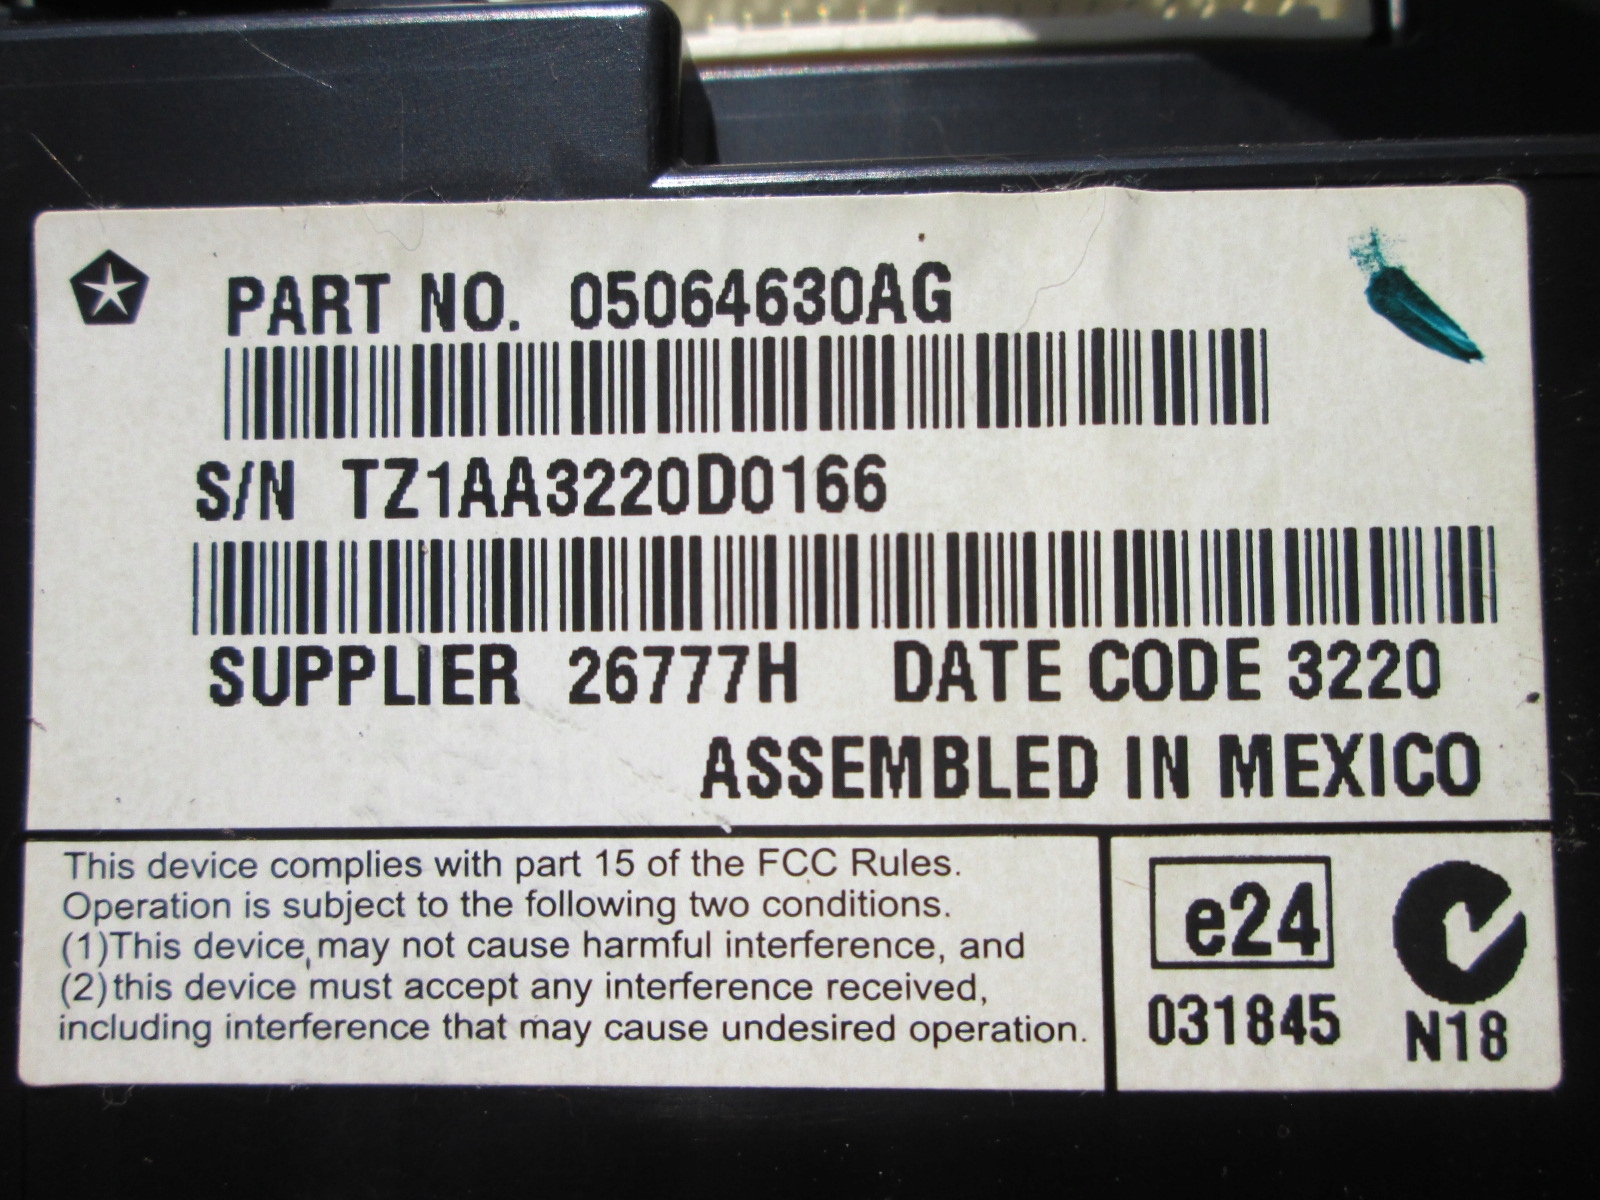 PART NO. 05064630AG
S/N TZ1AA3220D0166
SUPPLIER 26777H DATE CODE 3220
ASSEMBLED IN MEXICO
This device complies with part 15 of the FCC Rules.
Operation is subject to the following two conditions.
(1)This device may not cause harmful interference, and
(2)this device must accept any interference received,
including interference that may cause undesired operation.
e24
031845
N18